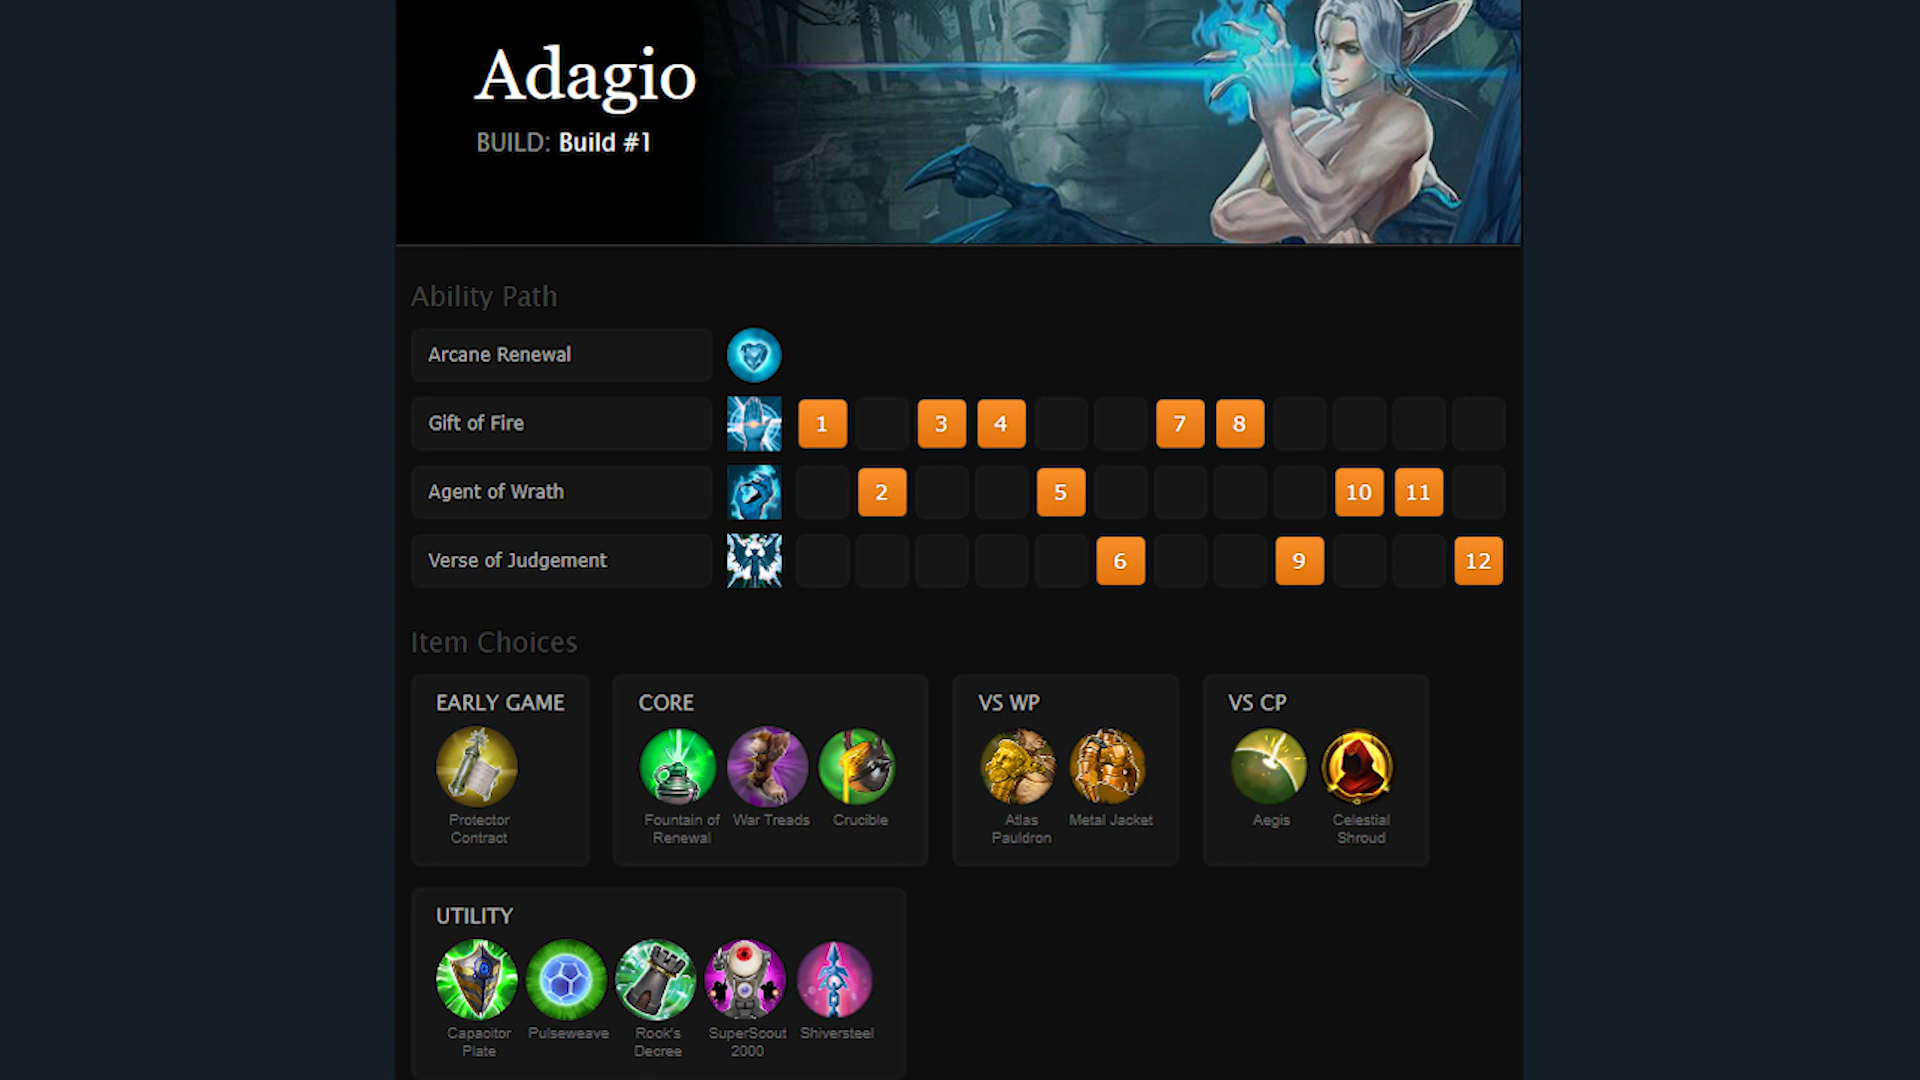 Adagio
BUILD: Build #1
Ability Path
Arcane Renewal
Gift of Fire 1 3 4 7 8
Agent of Wrath 2 5 10 11
Verse of Judgement 6 9 12
Item Choices
EARLY GAME
Protector
Contract
CORE
Fountain of
Renewal
War Treads
Crucible
VS WP
Atlas
Pauldron
Metal Jacket
VS CP
Aegis
Celestial
Shroud
UTILITY
Capacitor
Plate
Pulseweave
Rook's
Decree
SuperScout
2000
Shiversteel